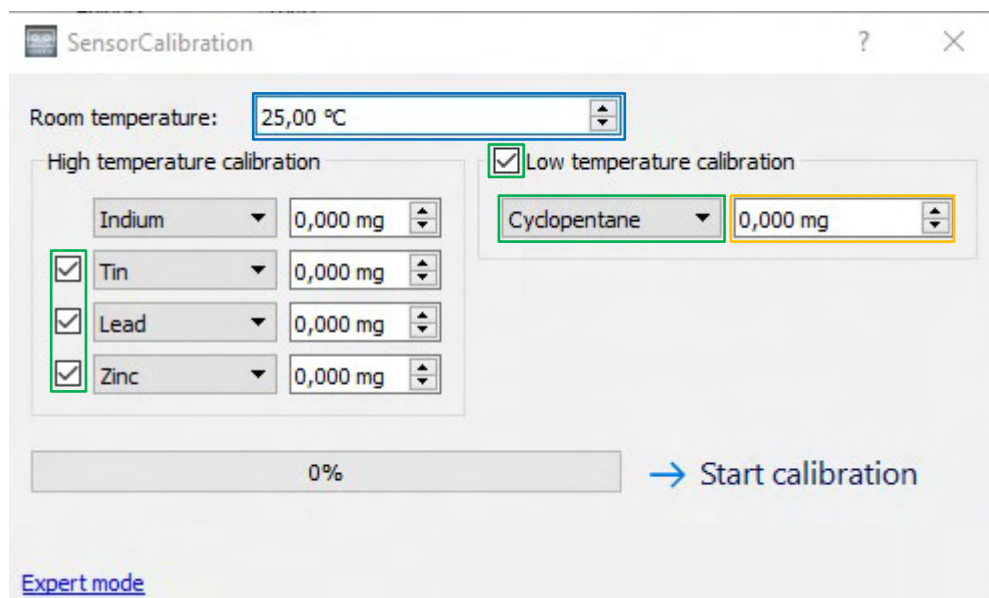 SensorCalibration ?
Room temperature: 25,00 ºC
High temperature calibration
Indium 0,000 mg
Tin 0,000 mg
Lead 0,000 mg
Zinc 0,000 mg
Low temperature calibration
Cyclopentane 0,000 mg
0%
→ Start calibration
Expert mode